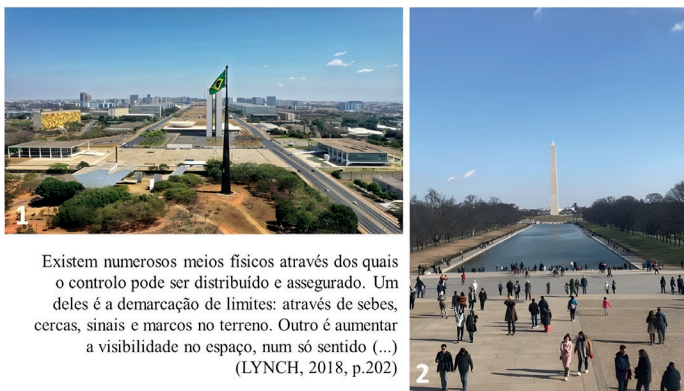 1
Existem numerosos meios físicos através dos quais
o controlo pode ser distribuído e assegurado. Um
deles é a demarcação de limites: através de sebes,
cercas, sinais e marcos no terreno. Outro é aumentar
a visibilidade no espaço, num só sentido (...)
(LYNCH, 2018, p.202)
2